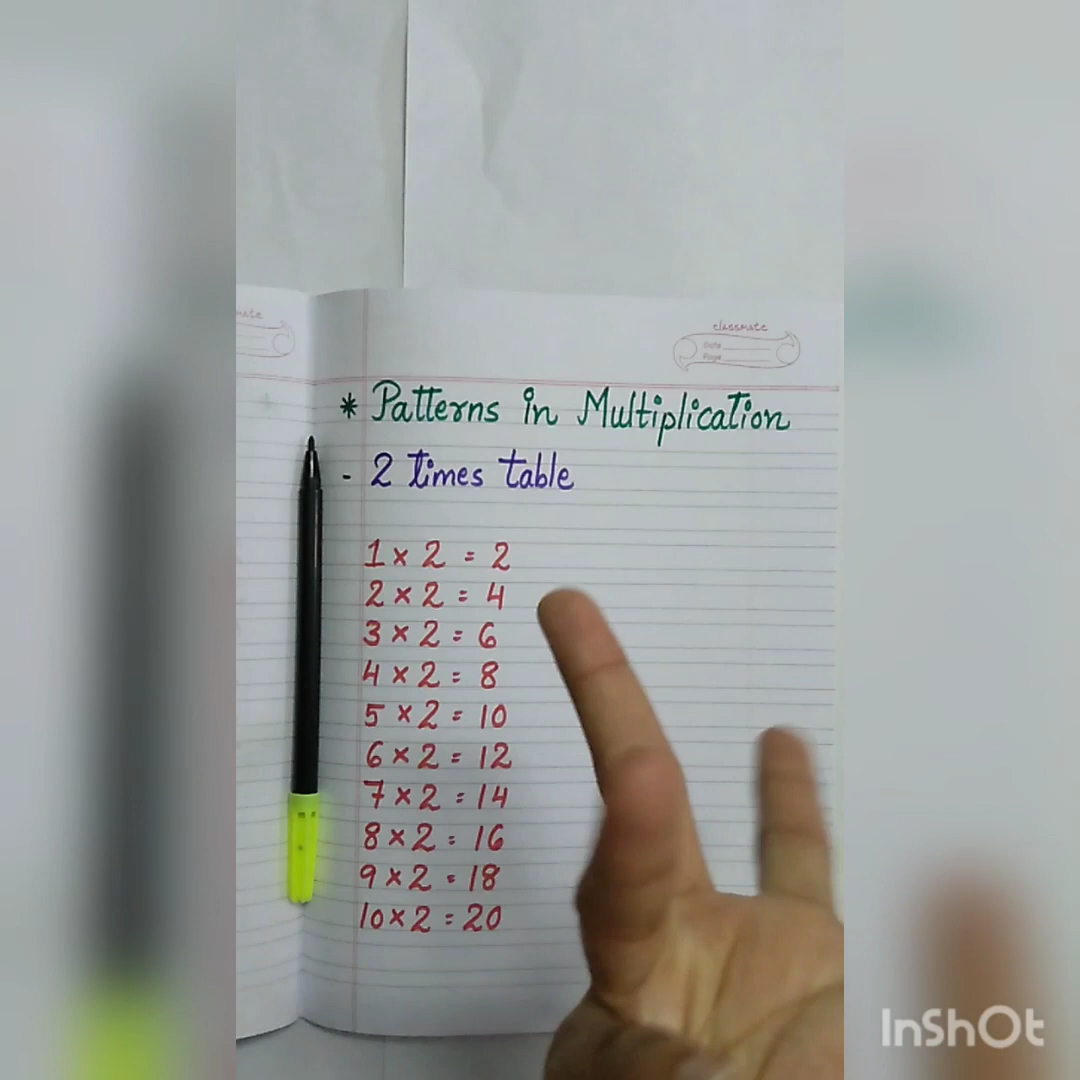 classmate
Date
Page
* Patterns in Multiplication
- 2 times table
1 × 2 = 2
2 × 2 = 4
3 × 2 = 6
4 × 2 = 8
5 × 2 = 10
6 × 2 = 12
7 × 2 = 14
8 × 2 = 16
9 × 2 = 18
10 × 2 = 20
InShOt